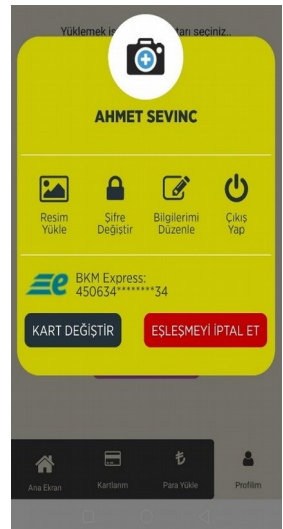 Yüklemek is tarı seçiniz..
AHMET SEVINC
Resim Yükle
Şifre Değiştir
Bilgilerimi Düzenle
Çıkış Yap
BKM Express:
450634********34
KART DEĞİŞTİR
EŞLEŞMEYİ İPTAL ET
Ana Ekran
Kartlarım
Para Yükle
Profilim